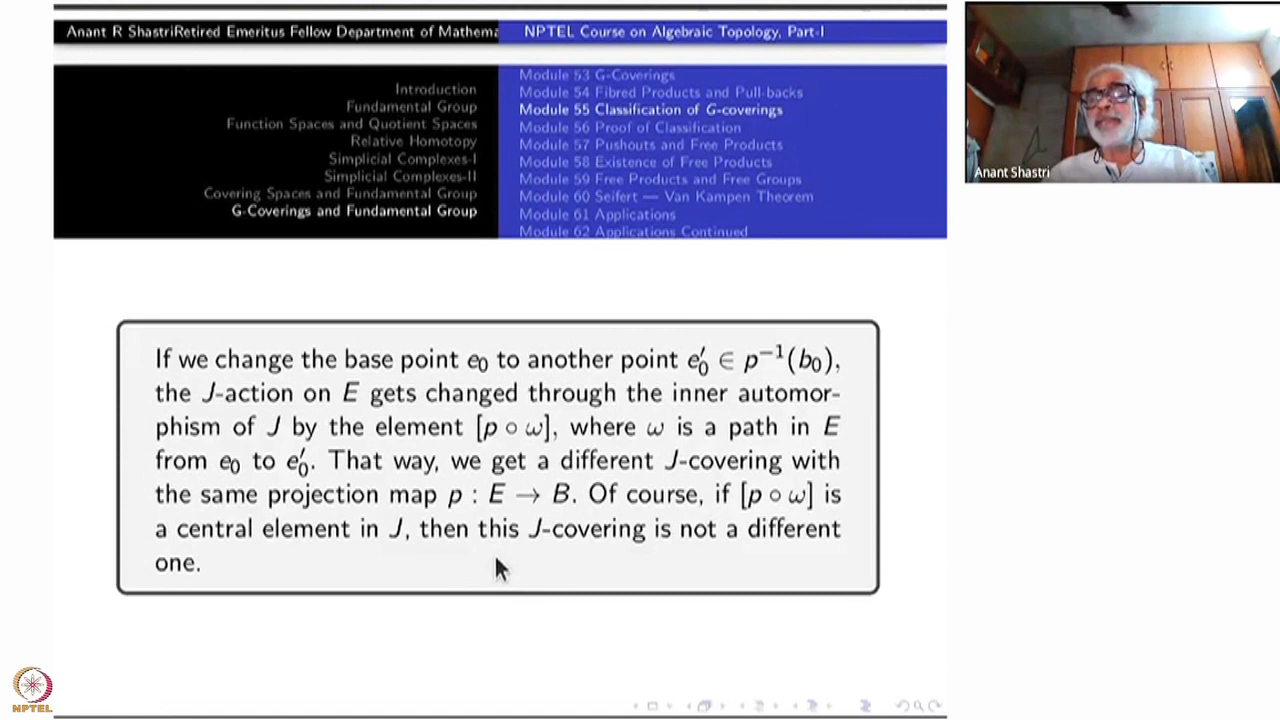 Anant R ShastriRetired Emeritus Fellow Department of Mathema
NPTEL Course on Algebraic Topology, Part-I
Introduction
Fundamental Group
Function Spaces and Quotient Spaces
Relative Homotopy
Simplicial Complexes-I
Simplicial Complexes-II
Covering Spaces and Fundamental Group
G-Coverings and Fundamental Group
Module 53 G-Coverings
Module 54 Fibred Products and Pull-backs
Module 55 Classification of G-coverings
Module 56 Proof of Classification
Module 57 Pushouts and Free Products
Module 58 Existence of Free Products
Module 59 Free Products and Free Groups
Module 60 Seifert — Van Kampen Theorem
Module 61 Applications
Module 62 Applications Continued
Anant Shastri
If we change the base point e₀ to another point e₀′ ∈ p⁻¹(b₀),
the J-action on E gets changed through the inner automor-
phism of J by the element [p ∘ ω], where ω is a path in E
from e₀ to e₀′. That way, we get a different J-covering with
the same projection map p : E → B. Of course, if [p ∘ ω] is
a central element in J, then this J-covering is not a different
one.
NPTEL